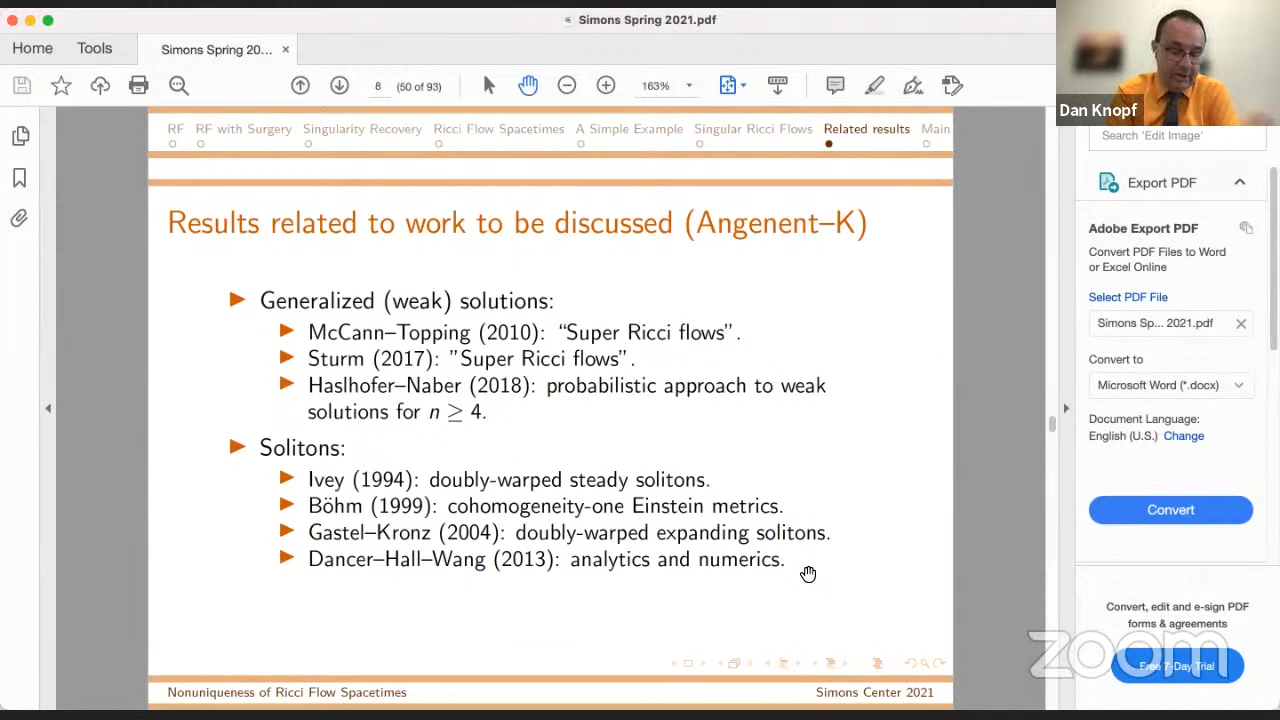 Simons Spring 2021.pdf
Home
Tools
Simons Spring 20...
8
(50 of 93)
163%
Dan Knopf
RF
RF with Surgery
Singularity Recovery
Ricci Flow Spacetimes
A Simple Example
Singular Ricci Flows
Related results
Main
Results related to work to be discussed (Angenent–K)
Generalized (weak) solutions:
McCann–Topping (2010): “Super Ricci flows”.
Sturm (2017): ”Super Ricci flows”.
Haslhofer–Naber (2018): probabilistic approach to weak
solutions for n ≥ 4.
Solitons:
Ivey (1994): doubly-warped steady solitons.
Böhm (1999): cohomogeneity-one Einstein metrics.
Gastel–Kronz (2004): doubly-warped expanding solitons.
Dancer–Hall–Wang (2013): analytics and numerics.
Nonuniqueness of Ricci Flow Spacetimes
Simons Center 2021
Search 'Edit Image'
Export PDF
Adobe Export PDF
Convert PDF Files to Word
or Excel Online
Select PDF File
Simons Sp... 2021.pdf
Convert to
Microsoft Word (*.docx)
Document Language:
English (U.S.) Change
Convert
Convert, edit and e-sign PDF
forms & agreements
Free 7-Day Trial
zoom